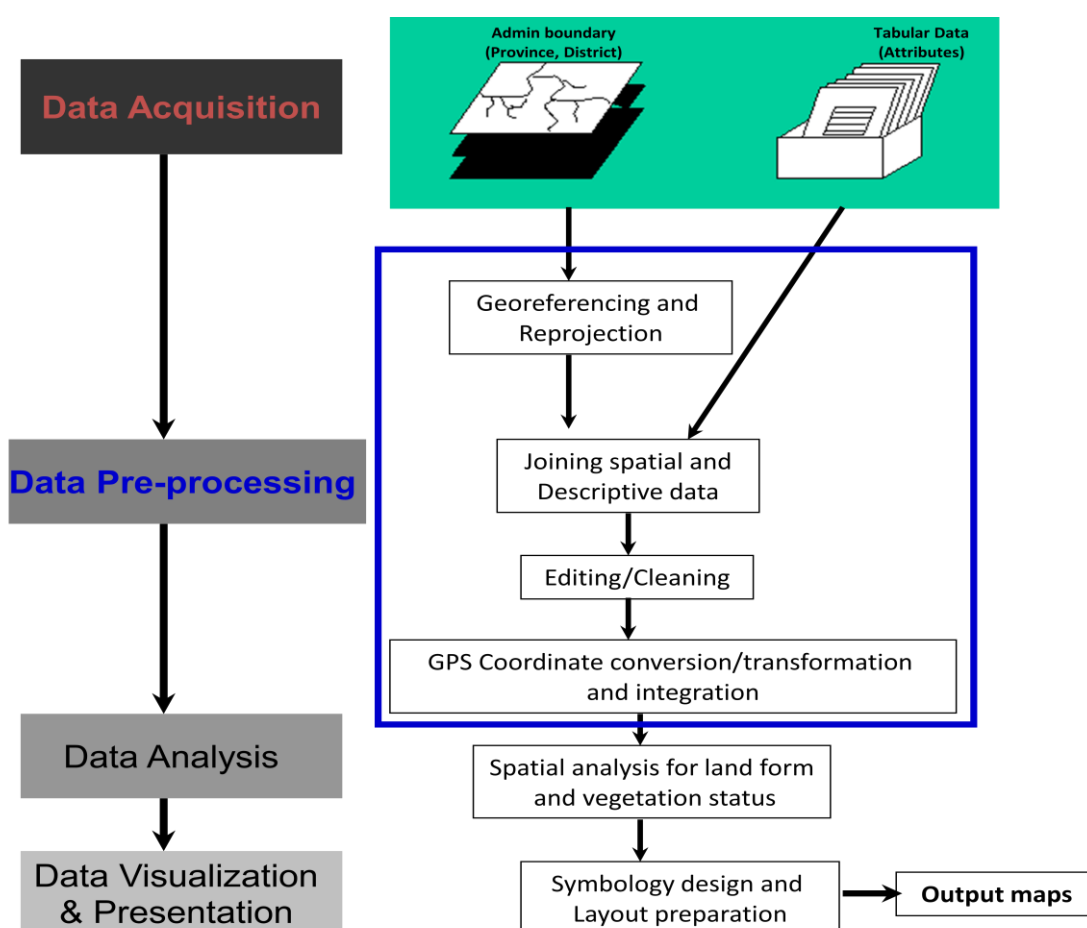 Admin boundary
(Province, District)
Tabular Data
(Attributes)
Data Acquisition
Georeferencing and
Reprojection
Data Pre-processing
Joining spatial and
Descriptive data
Editing/Cleaning
GPS Coordinate conversion/transformation
and integration
Data Analysis
Spatial analysis for land form
and vegetation status
Data Visualization
& Presentation
Symbology design and
Layout preparation
Output maps